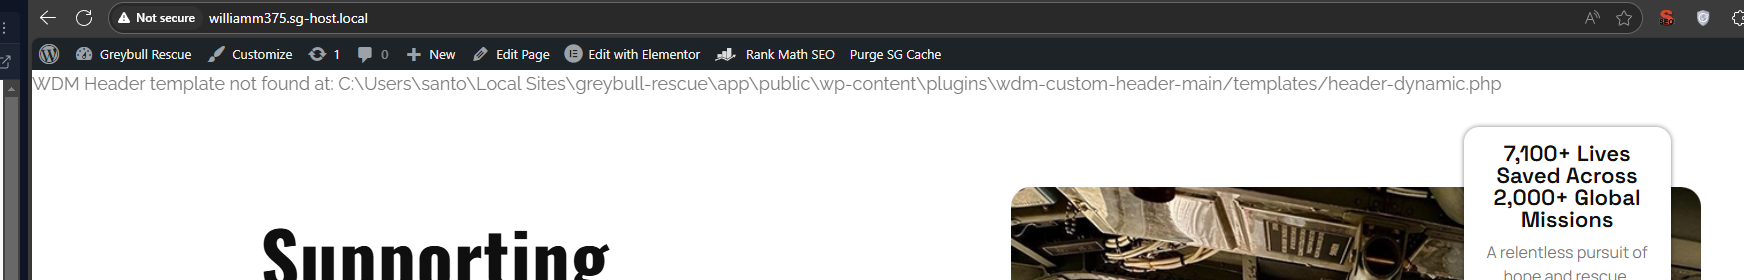 Not secure williamm375.sg-host.local
Greybull Rescue Customize 1 0 New Edit Page Edit with Elementor Rank Math SEO Purge SG Cache
WDM Header template not found at: C:\Users\santo\Local Sites\greybull-rescue\app\public\wp-content\plugins\wdm-custom-header-main/templates/header-dynamic.php
7,100+ Lives
Saved Across
2,000+ Global
Missions
Supporting
A relentless pursuit of
hope and rescue